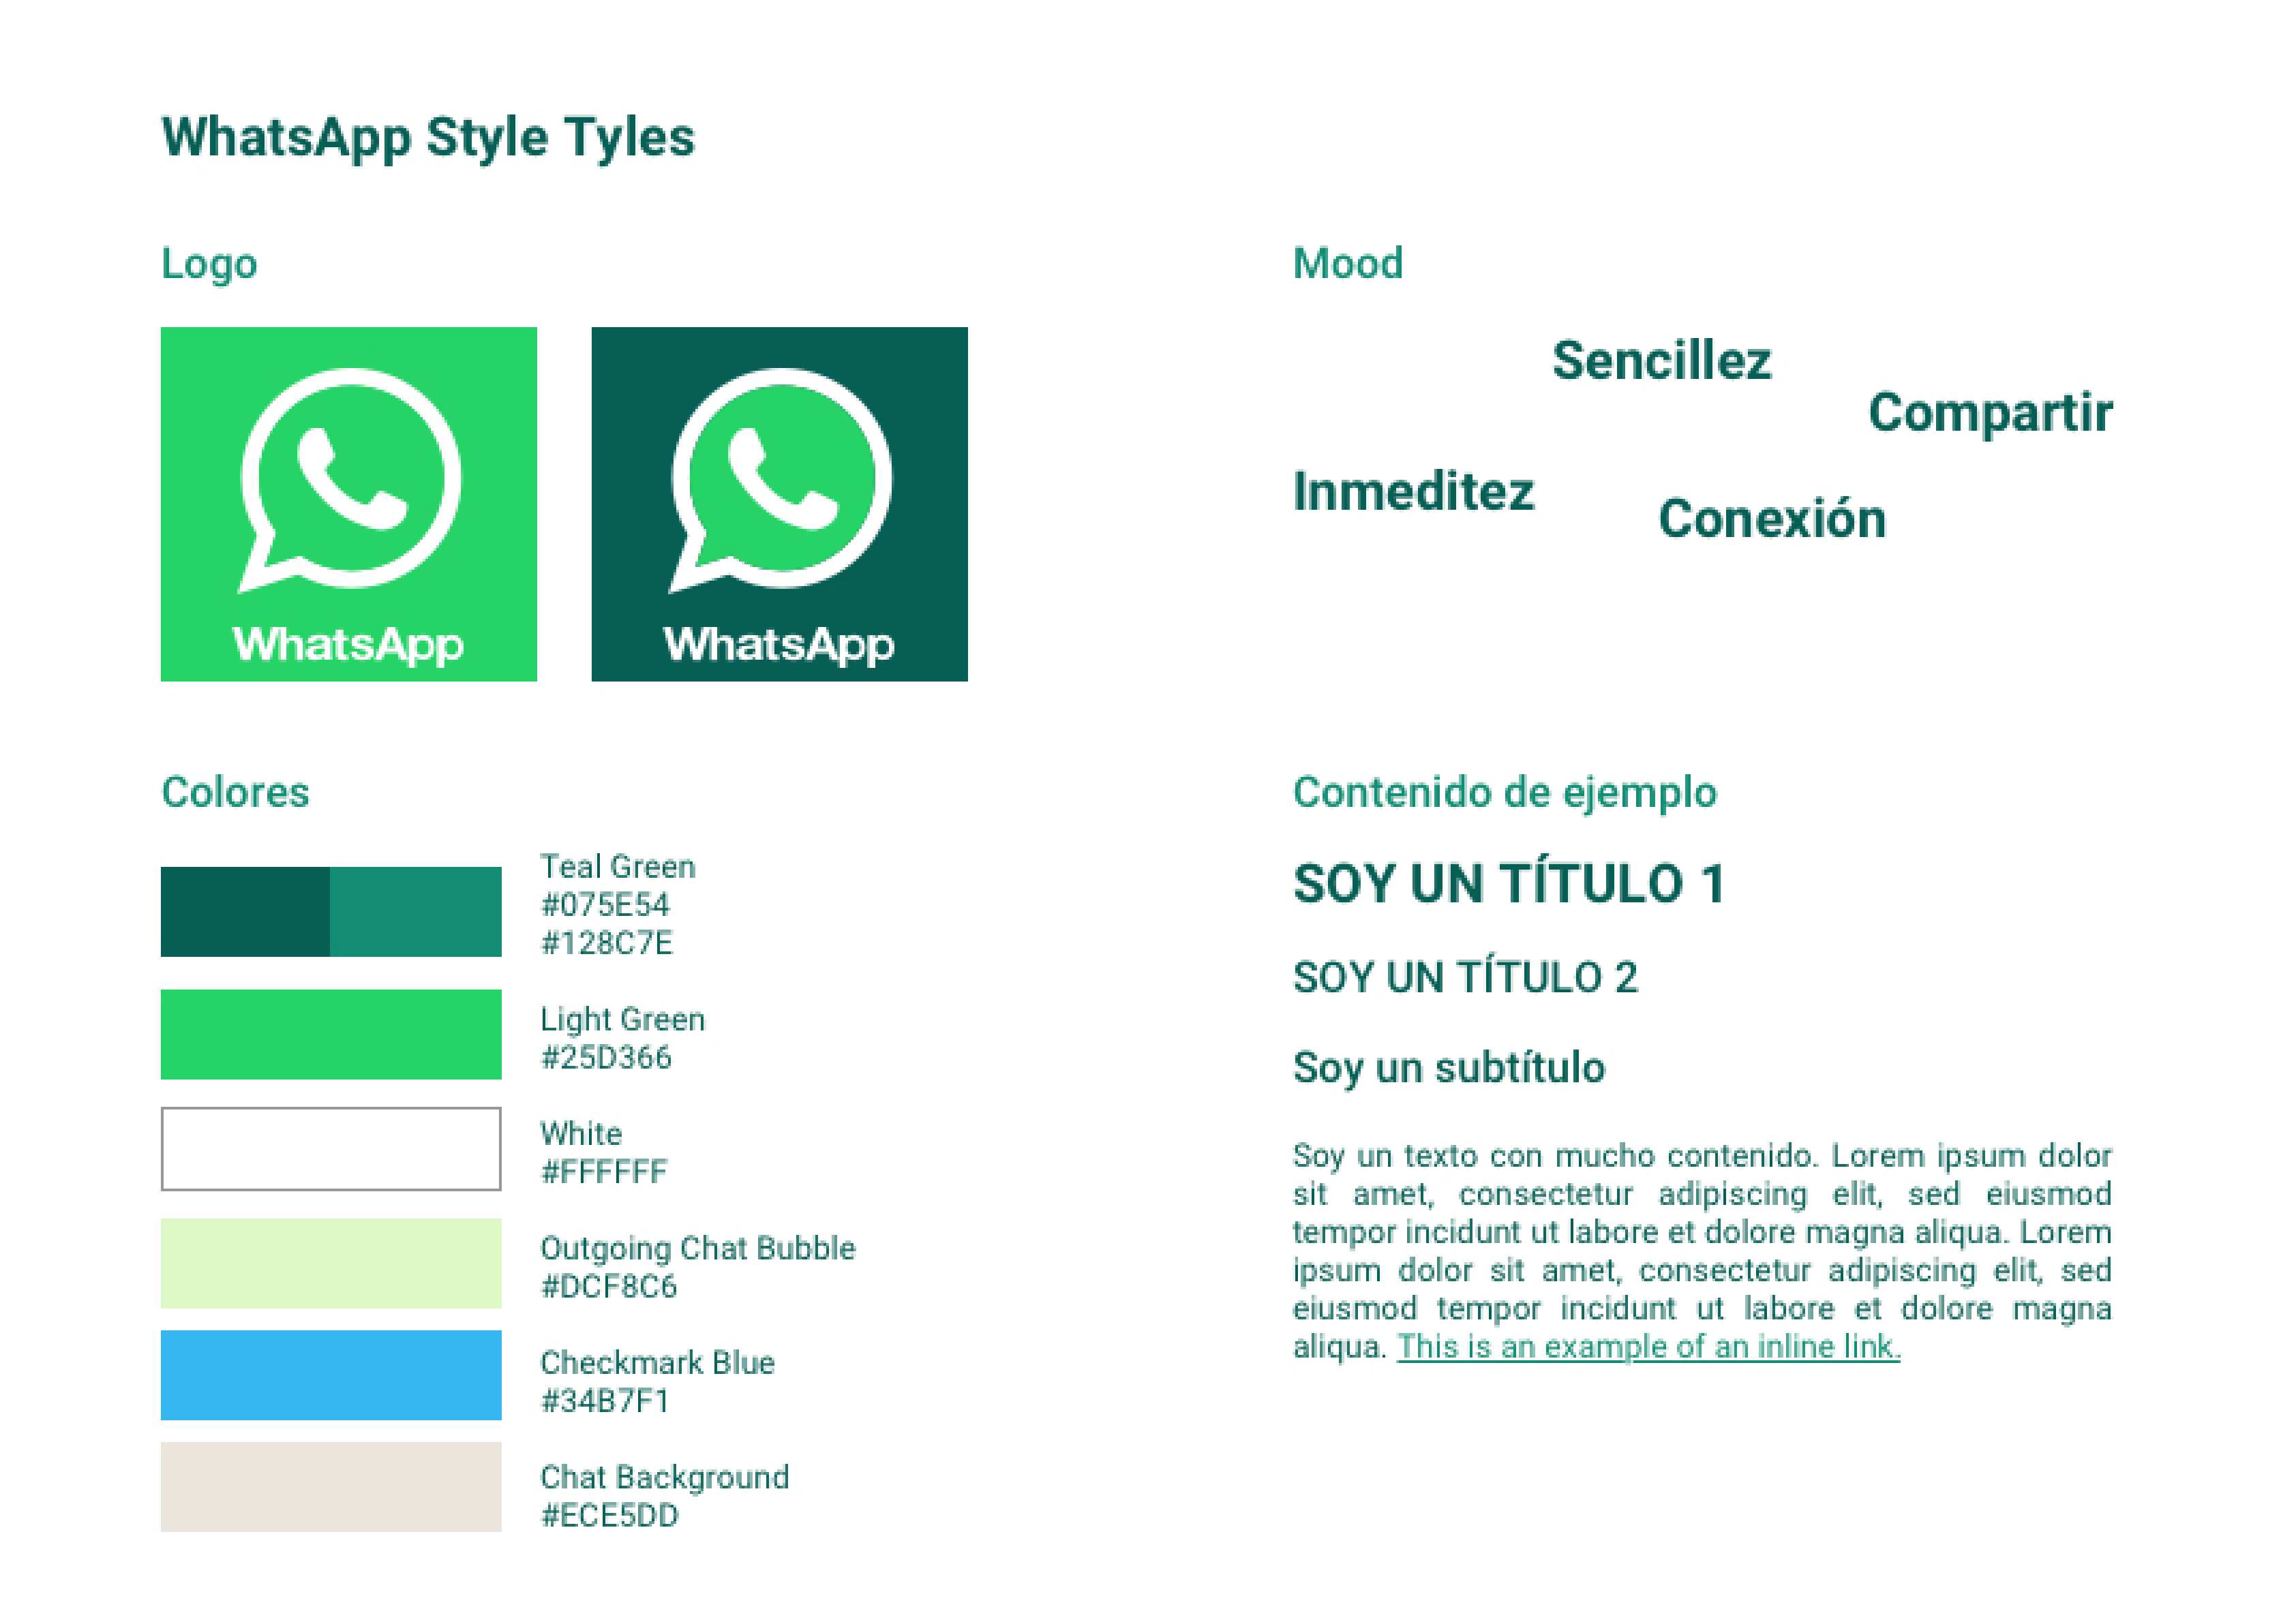 WhatsApp Style Tyles
Logo
WhatsApp
WhatsApp
Mood
Sencillez
Compartir
Inmeditez
Conexión
Colores
Teal Green
#075E54
#128C7E
Light Green
#25D366
White
#FFFFFF
Outgoing Chat Bubble
#DCF8C6
Checkmark Blue
#34B7F1
Chat Background
#ECE5DD
Contenido de ejemplo
SOY UN TÍTULO 1
SOY UN TÍTULO 2
Soy un subtítulo
Soy un texto con mucho contenido. Lorem ipsum dolor
sit amet, consectetur adipiscing elit, sed eiusmod
tempor incidunt ut labore et dolore magna aliqua. Lorem
ipsum dolor sit amet, consectetur adipiscing elit, sed
eiusmod tempor incidunt ut labore et dolore magna
aliqua. This is an example of an inline link.